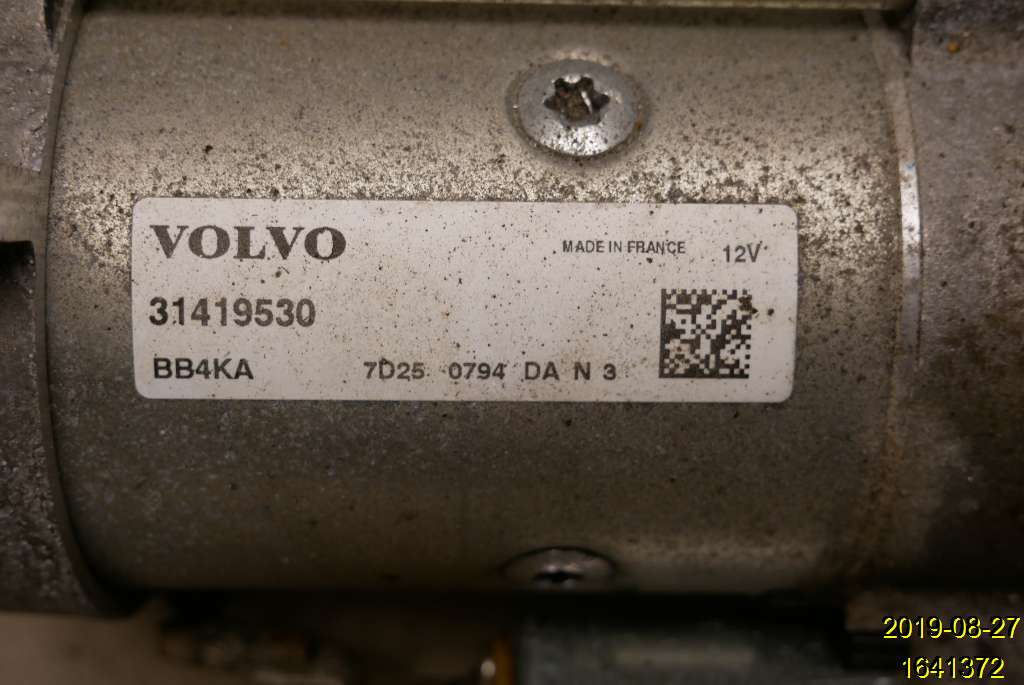 VOLVO
MADE IN FRANCE 12V
31419530
BB4KA 7D25 0794 DA N 3
2019-08-27
1641372